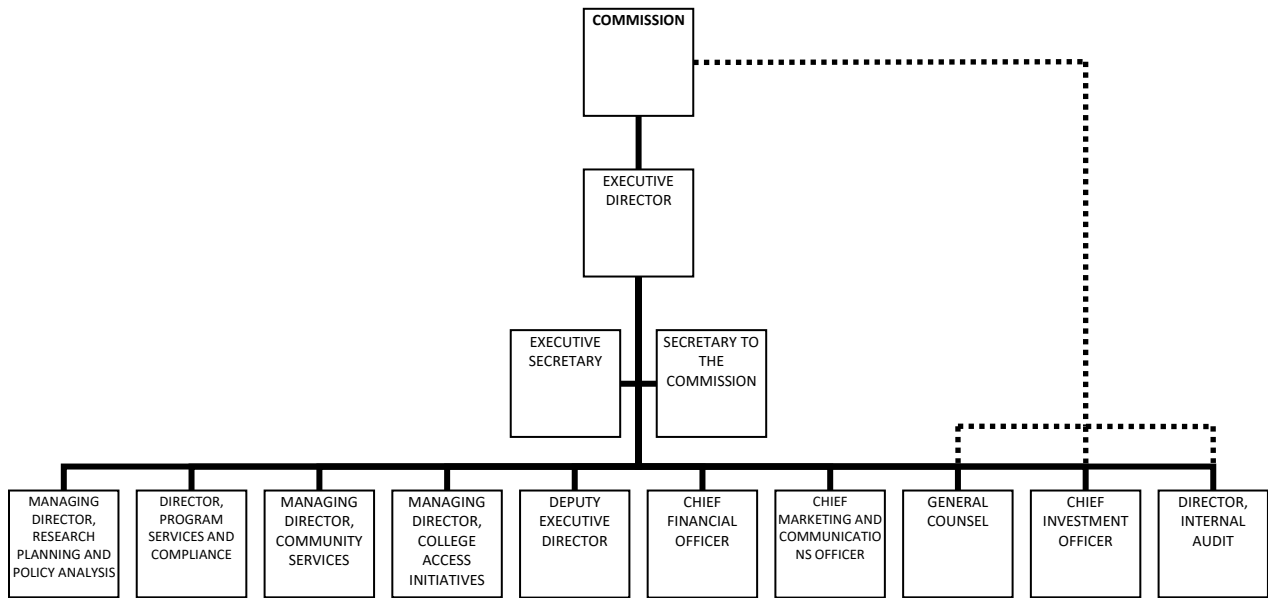 COMMISSION
EXECUTIVE
DIRECTOR
EXECUTIVE
SECRETARY
SECRETARY TO
THE
COMMISSION
MANAGING
DIRECTOR,
RESEARCH
PLANNING AND
POLICY ANALYSIS
DIRECTOR,
PROGRAM
SERVICES AND
COMPLIANCE
MANAGING
DIRECTOR,
COMMUNITY
SERVICES
MANAGING
DIRECTOR,
COLLEGE
ACCESS
INITIATIVES
DEPUTY
EXECUTIVE
DIRECTOR
CHIEF
FINANCIAL
OFFICER
CHIEF
MARKETING AND
COMMUNICATIO
NS OFFICER
GENERAL
COUNSEL
CHIEF
INVESTMENT
OFFICER
DIRECTOR,
INTERNAL
AUDIT